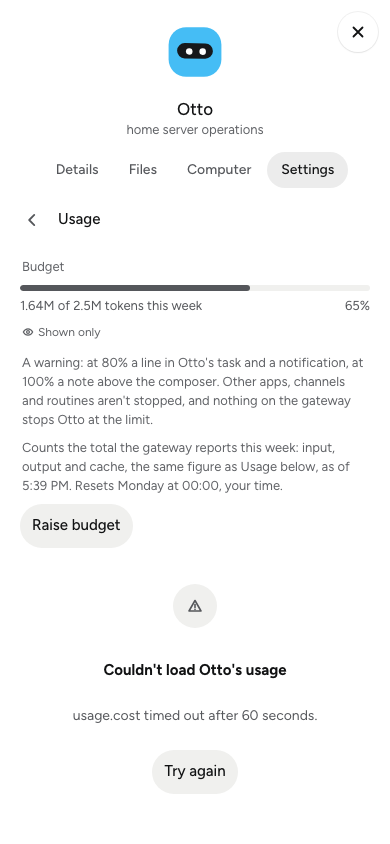 Otto
home server operations
Details
Files
Computer
Settings
Usage
Budget
1.64M of 2.5M tokens this week
65%
Shown only
A warning: at 80% a line in Otto's task and a notification, at
100% a note above the composer. Other apps, channels
and routines aren't stopped, and nothing on the gateway
stops Otto at the limit.
Counts the total the gateway reports this week: input,
output and cache, the same figure as Usage below, as of
5:39 PM. Resets Monday at 00:00, your time.
Raise budget
Couldn't load Otto's usage
usage.cost timed out after 60 seconds.
Try again